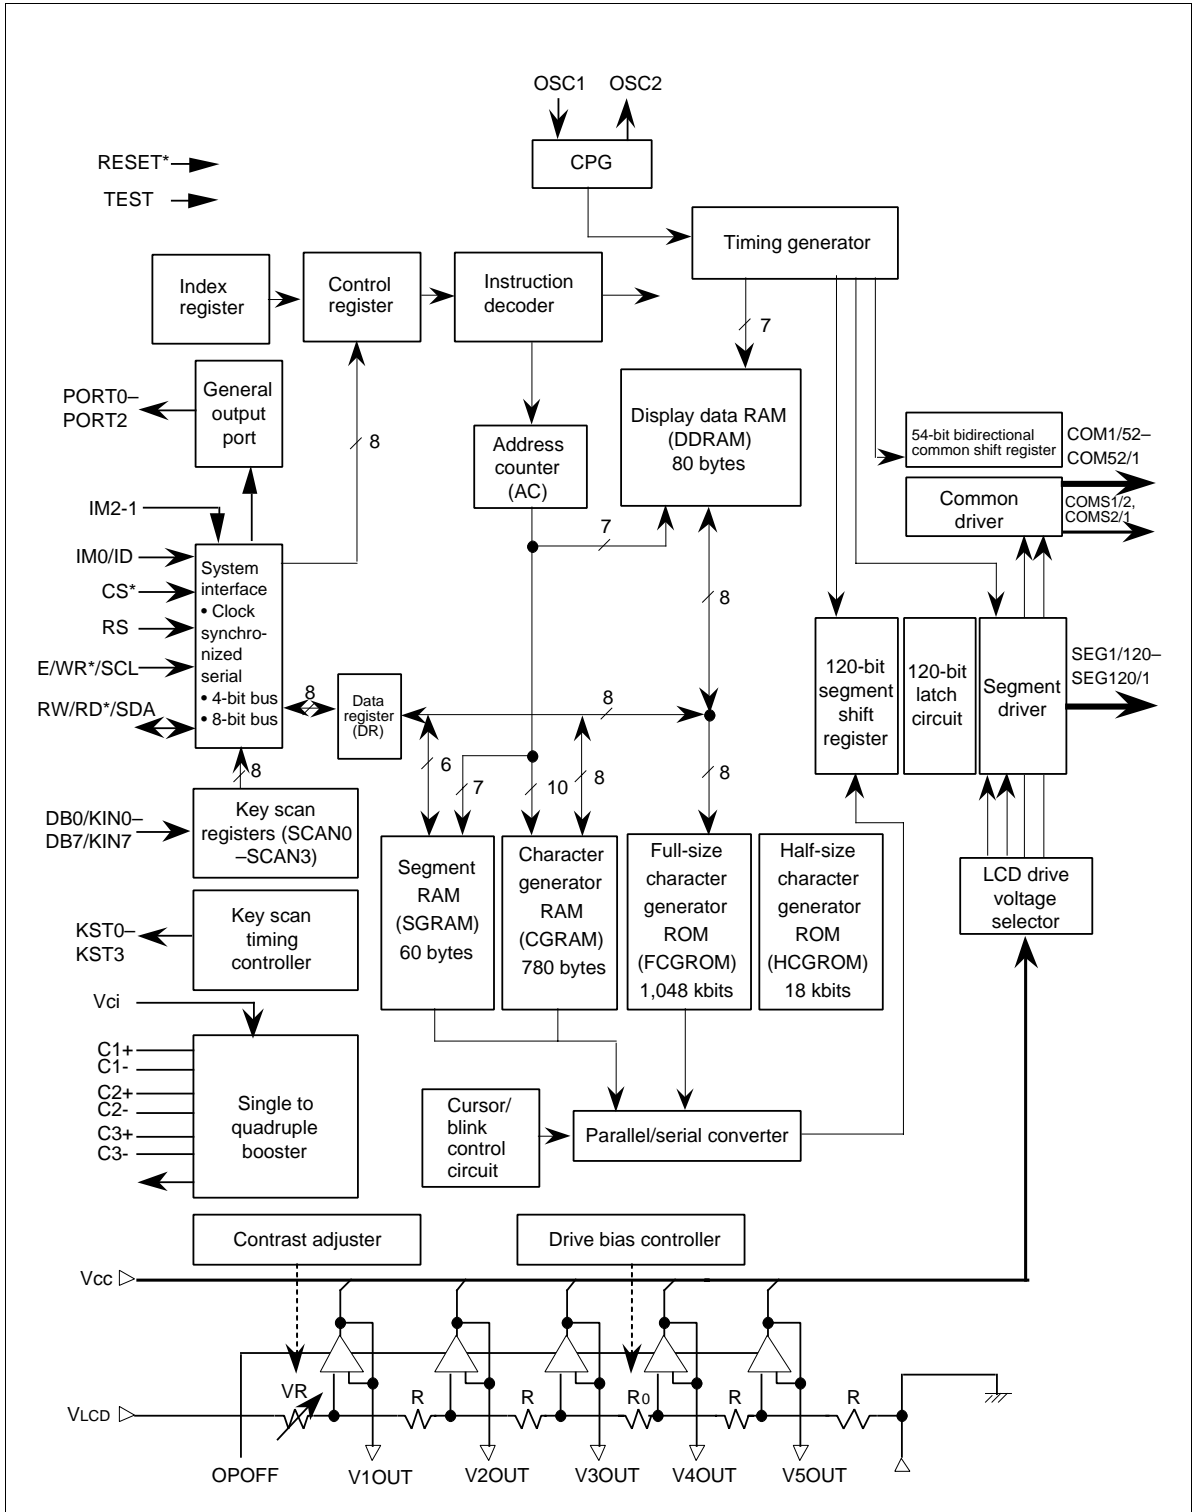 OSC1
OSC2
CPG
RESET*
TEST
Timing generator
Index
register
Control
register
Instruction
decoder
7
General
output
port
PORT0–
PORT2
8
Address
counter
(AC)
Display data RAM
(DDRAM)
80 bytes
54-bit bidirectional
common shift register
COM1/52–
COM52/1
Common
driver
COMS1/2,
COMS2/1
IM2-1
IM0/ID
CS*
RS
E/WR*/SCL
RW/RD*/SDA
System
interface
• Clock
synchro-
nized
serial
• 4-bit bus
• 8-bit bus
7
8
120-bit
segment
shift
register
120-bit
latch
circuit
Segment
driver
SEG1/120–
SEG120/1
8
Data
register
(DR)
8
6
7
10
8
8
8
DB0/KIN0–
DB7/KIN7
Key scan
registers (SCAN0
–SCAN3)
Segment
RAM
(SGRAM)
60 bytes
Character
generator
RAM
(CGRAM)
780 bytes
Full-size
character
generator
ROM
(FCGROM)
1,048 kbits
Half-size
character
generator
ROM
(HCGROM)
18 kbits
LCD drive
voltage
selector
KST0–
KST3
Key scan
timing
controller
Vci
C1+
C1-
C2+
C2-
C3+
C3-
Single to
quadruple
booster
Cursor/
blink
control
circuit
Parallel/serial converter
Contrast adjuster
Drive bias controller
Vcc
VR
R
R
R0
R
R
VLCD
OPOFF
V1OUT
V2OUT
V3OUT
V4OUT
V5OUT